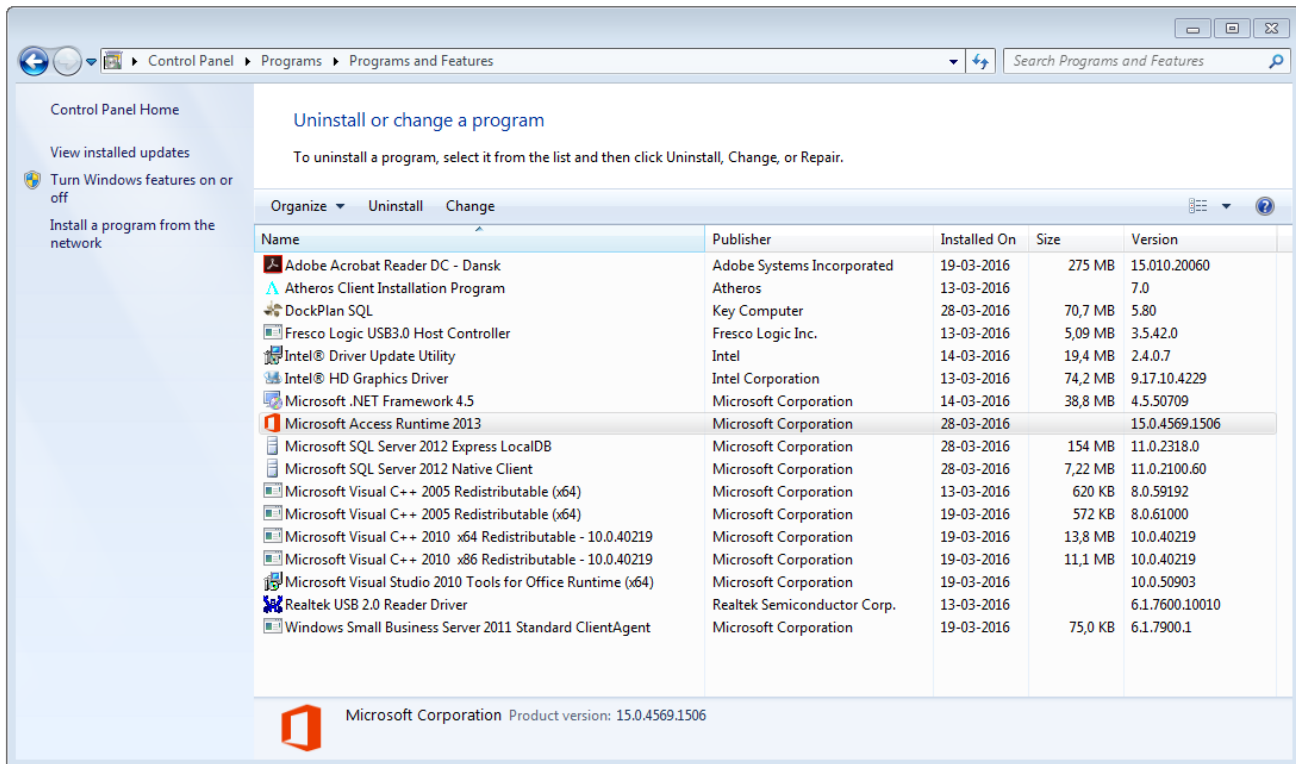 Control Panel Programs Programs and Features
Search Programs and Features
Control Panel Home
View installed updates
Turn Windows features on or
off
Install a program from the
network
Uninstall or change a program
To uninstall a program, select it from the list and then click Uninstall, Change, or Repair.
Organize Uninstall Change
Name Publisher Installed On Size Version
Adobe Acrobat Reader DC - Dansk Adobe Systems Incorporated 19-03-2016 275 MB 15.010.20060
Atheros Client Installation Program Atheros 13-03-2016 7.0
DockPlan SQL Key Computer 28-03-2016 70,7 MB 5.80
Fresco Logic USB3.0 Host Controller Fresco Logic Inc. 13-03-2016 5,09 MB 3.5.42.0
Intel® Driver Update Utility Intel 14-03-2016 19,4 MB 2.4.0.7
Intel® HD Graphics Driver Intel Corporation 13-03-2016 74,2 MB 9.17.10.4229
Microsoft .NET Framework 4.5 Microsoft Corporation 14-03-2016 38,8 MB 4.5.50709
Microsoft Access Runtime 2013 Microsoft Corporation 28-03-2016 15.0.4569.1506
Microsoft SQL Server 2012 Express LocalDB Microsoft Corporation 28-03-2016 154 MB 11.0.2318.0
Microsoft SQL Server 2012 Native Client Microsoft Corporation 28-03-2016 7,22 MB 11.0.2100.60
Microsoft Visual C++ 2005 Redistributable (x64) Microsoft Corporation 13-03-2016 620 KB 8.0.59192
Microsoft Visual C++ 2005 Redistributable (x64) Microsoft Corporation 19-03-2016 572 KB 8.0.61000
Microsoft Visual C++ 2010 x64 Redistributable - 10.0.40219 Microsoft Corporation 19-03-2016 13,8 MB 10.0.40219
Microsoft Visual C++ 2010 x86 Redistributable - 10.0.40219 Microsoft Corporation 19-03-2016 11,1 MB 10.0.40219
Microsoft Visual Studio 2010 Tools for Office Runtime (x64) Microsoft Corporation 19-03-2016 10.0.50903
Realtek USB 2.0 Reader Driver Realtek Semiconductor Corp. 13-03-2016 6.1.7600.10010
Windows Small Business Server 2011 Standard ClientAgent Microsoft Corporation 19-03-2016 75,0 KB 6.1.7900.1
Microsoft Corporation Product version: 15.0.4569.1506